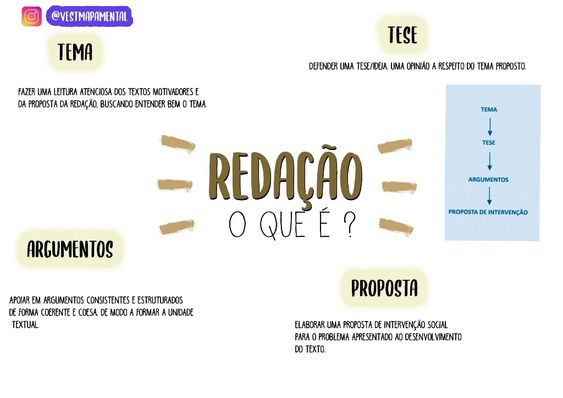 @VESTMAPAMENTAL
TEMA
FAZER UMA LEITURA ATENCIOSA DOS TEXTOS MOTIVADORES E
DA PROPOSTA DA REDAÇÃO, BUSCANDO ENTENDER BEM O TEMA.
TESE
DEFENDER UMA TESE/IDEIA, UMA OPINIÃO A RESPEITO DO TEMA PROPOSTO.
TEMA
TESE
ARGUMENTOS
PROPOSTA DE INTERVENÇÃO
REDAÇÃO
O QUE É ?
ARGUMENTOS
APOIAR EM ARGUMENTOS CONSISTENTES E ESTRUTURADOS
DE FORMA COERENTE E COESA, DE MODO A FORMAR A UNIDADE
TEXTUAL.
PROPOSTA
ELABORAR UMA PROPOSTA DE INTERVENÇÃO SOCIAL
PARA O PROBLEMA APRESENTADO AO DESENVOLVIMENTO
DO TEXTO.